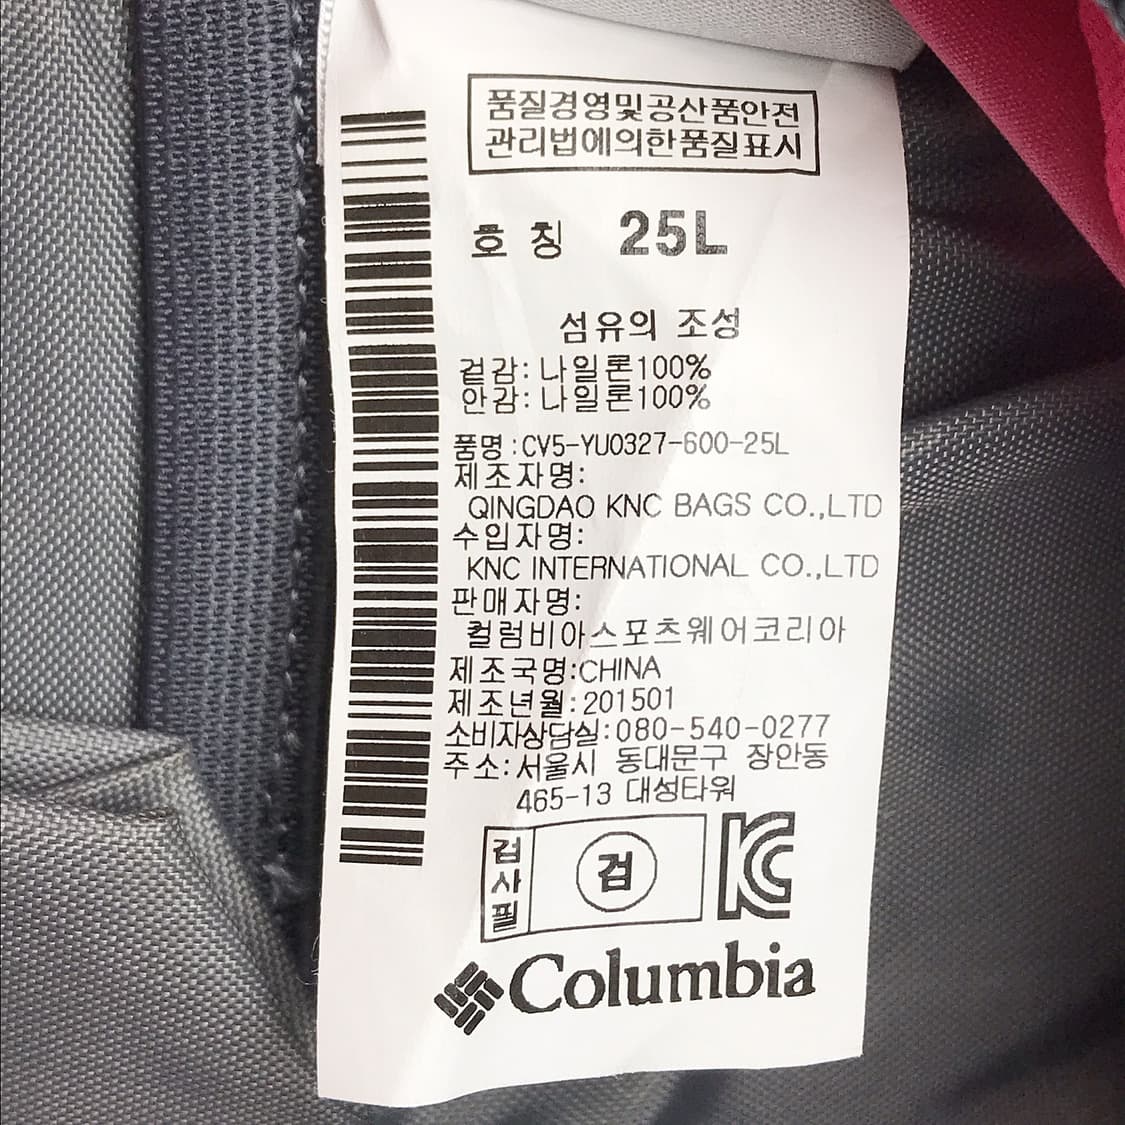 품질경영및공산품안전
관리법에의한품질표시
호 칭 25L
섬유의 조성
겉감:나일론100%
안감:나일론100%
품명:CV5-YU0327-600-25L
제조자명:
QINGDAO KNC BAGS CO.,LTD
수입자명:
KNC INTERNATIONAL CO.,LTD
판매자명:
컬럼비아스포츠웨어코리아
제조국명:CHINA
제조년월:201501
소비자상담실:080-540-0277
주소:서울시 동대문구 장안동
465-13 대성타워
검사필
검
KC
Columbia